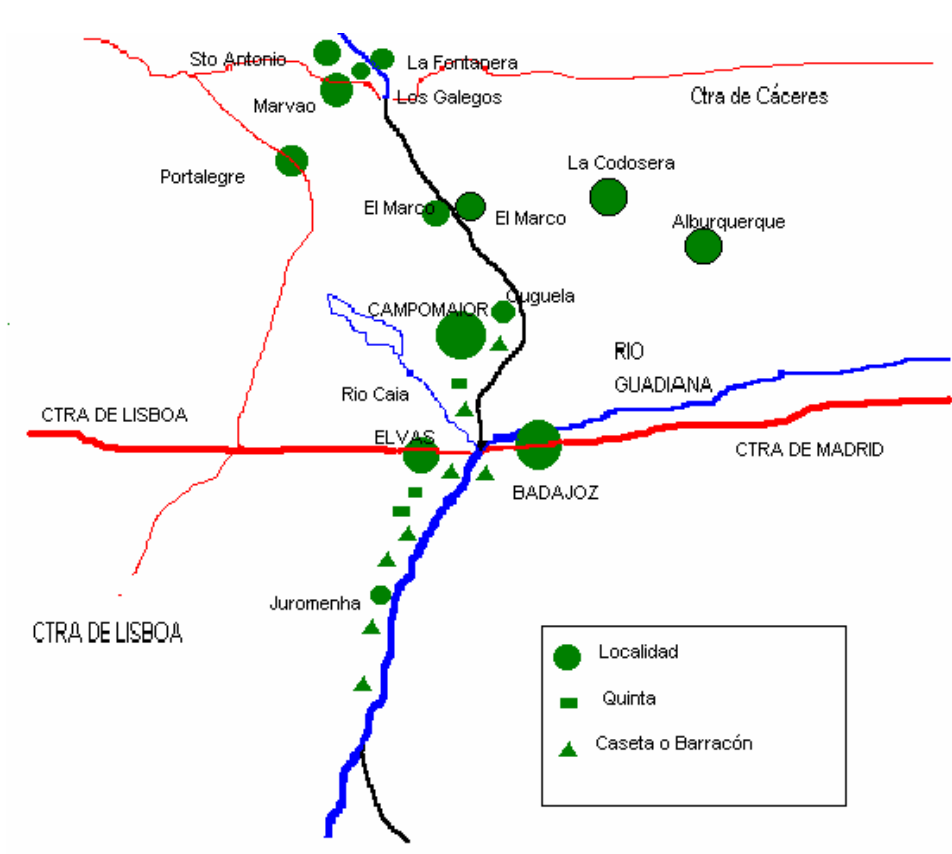 Sto Antonio
La Fontanera
Los Galegos
Marvao
Ctra de Cáceres
La Codosera
Portalegre
El Marco
El Marco
Alburquerque
Ouguela
CAMPOMAIOR
RIO
GUADIANA
Rio Caia
CTRA DE LISBOA
ELVAS
CTRA DE MADRID
BADAJOZ
Juromenha
CTRA DE LISBOA
Localidad
Quinta
Caseta o Barracón